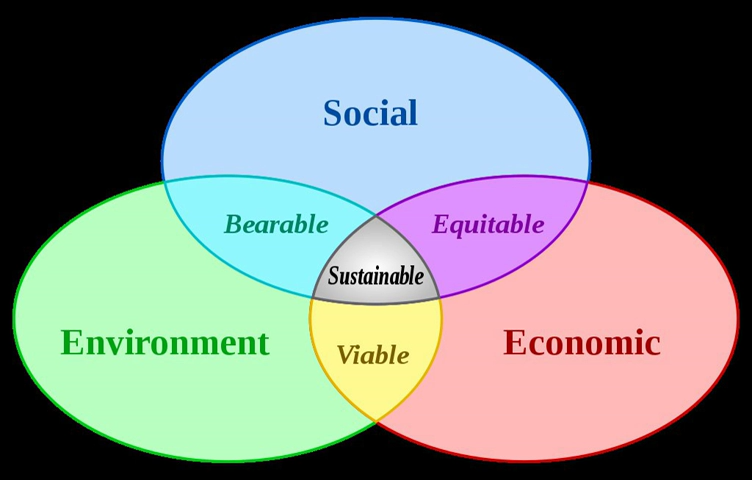 Social
Bearable
Equitable
Sustainable
Environment
Viable
Economic